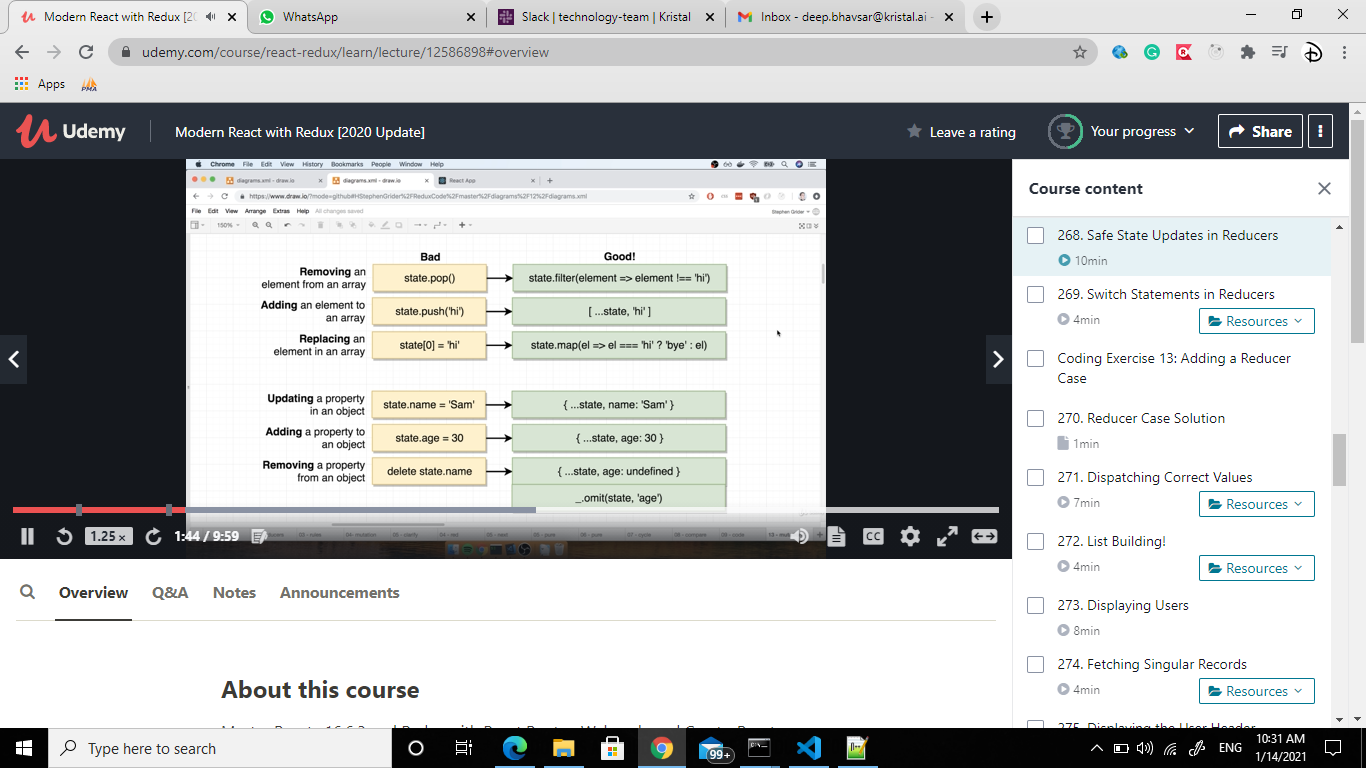 Modern React with Redux [20
WhatsApp
Slack | technology-team | Kristal
Inbox - deep.bhavsar@kristal.ai -
udemy.com/course/react-redux/learn/lecture/12586898#overview
Apps
PMA
Udemy
Modern React with Redux [2020 Update]
Leave a rating
Your progress
Share
Chrome File Edit View History Bookmarks People Window Help
diagrams.xml - draw.io
diagrams.xml - draw.io
React App
https://www.draw.io/?mode=github#HStephenGrider%2FReduxCode%2Fmaster%2Fdiagrams%2F12%2Fdiagrams.xml
File Edit View Arrange Extras Help All changes saved
Stephen Grider
150%
Bad
Good!
Removing an
element from an array
state.pop()
state.filter(element => element !== 'hi')
Adding an element to
an array
state.push('hi')
[ ...state, 'hi' ]
Replacing an
element in an array
state[0] = 'hi'
state.map(el => el === 'hi' ? 'bye' : el)
Updating a property
in an object
state.name = 'Sam'
{ ...state, name: 'Sam' }
Adding a property to
an object
state.age = 30
{ ...state, age: 30 }
Removing a property
from an object
delete state.name
{ ...state, age: undefined }
_.omit(state, 'age')
1.25 x
1:44 / 9:59
CC
Course content
268. Safe State Updates in Reducers
10min
269. Switch Statements in Reducers
4min
Resources
Coding Exercise 13: Adding a Reducer
Case
270. Reducer Case Solution
1min
271. Dispatching Correct Values
7min
Resources
272. List Building!
4min
Resources
273. Displaying Users
8min
274. Fetching Singular Records
4min
Resources
275. Displaying the User Header
Overview
Q&A
Notes
Announcements
About this course
Type here to search
99+
ENG
10:31 AM
1/14/2021